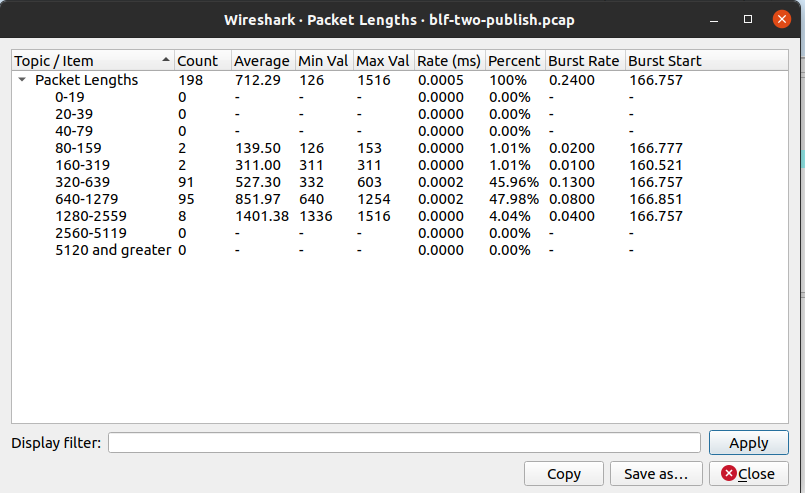 Wireshark · Packet Lengths · blf-two-publish.pcap
Topic / Item Count Average Min Val Max Val Rate (ms) Percent Burst Rate Burst Start
Packet Lengths 198 712.29 126 1516 0.0005 100% 0.2400 166.757
0-19 0 - - - 0.0000 0.00% - -
20-39 0 - - - 0.0000 0.00% - -
40-79 0 - - - 0.0000 0.00% - -
80-159 2 139.50 126 153 0.0000 1.01% 0.0200 166.777
160-319 2 311.00 311 311 0.0000 1.01% 0.0100 160.521
320-639 91 527.30 332 603 0.0002 45.96% 0.1300 166.757
640-1279 95 851.97 640 1254 0.0002 47.98% 0.0800 166.851
1280-2559 8 1401.38 1336 1516 0.0000 4.04% 0.0400 166.757
2560-5119 0 - - - 0.0000 0.00% - -
5120 and greater 0 - - - 0.0000 0.00% - -
Display filter: Apply
Copy Save as... Close